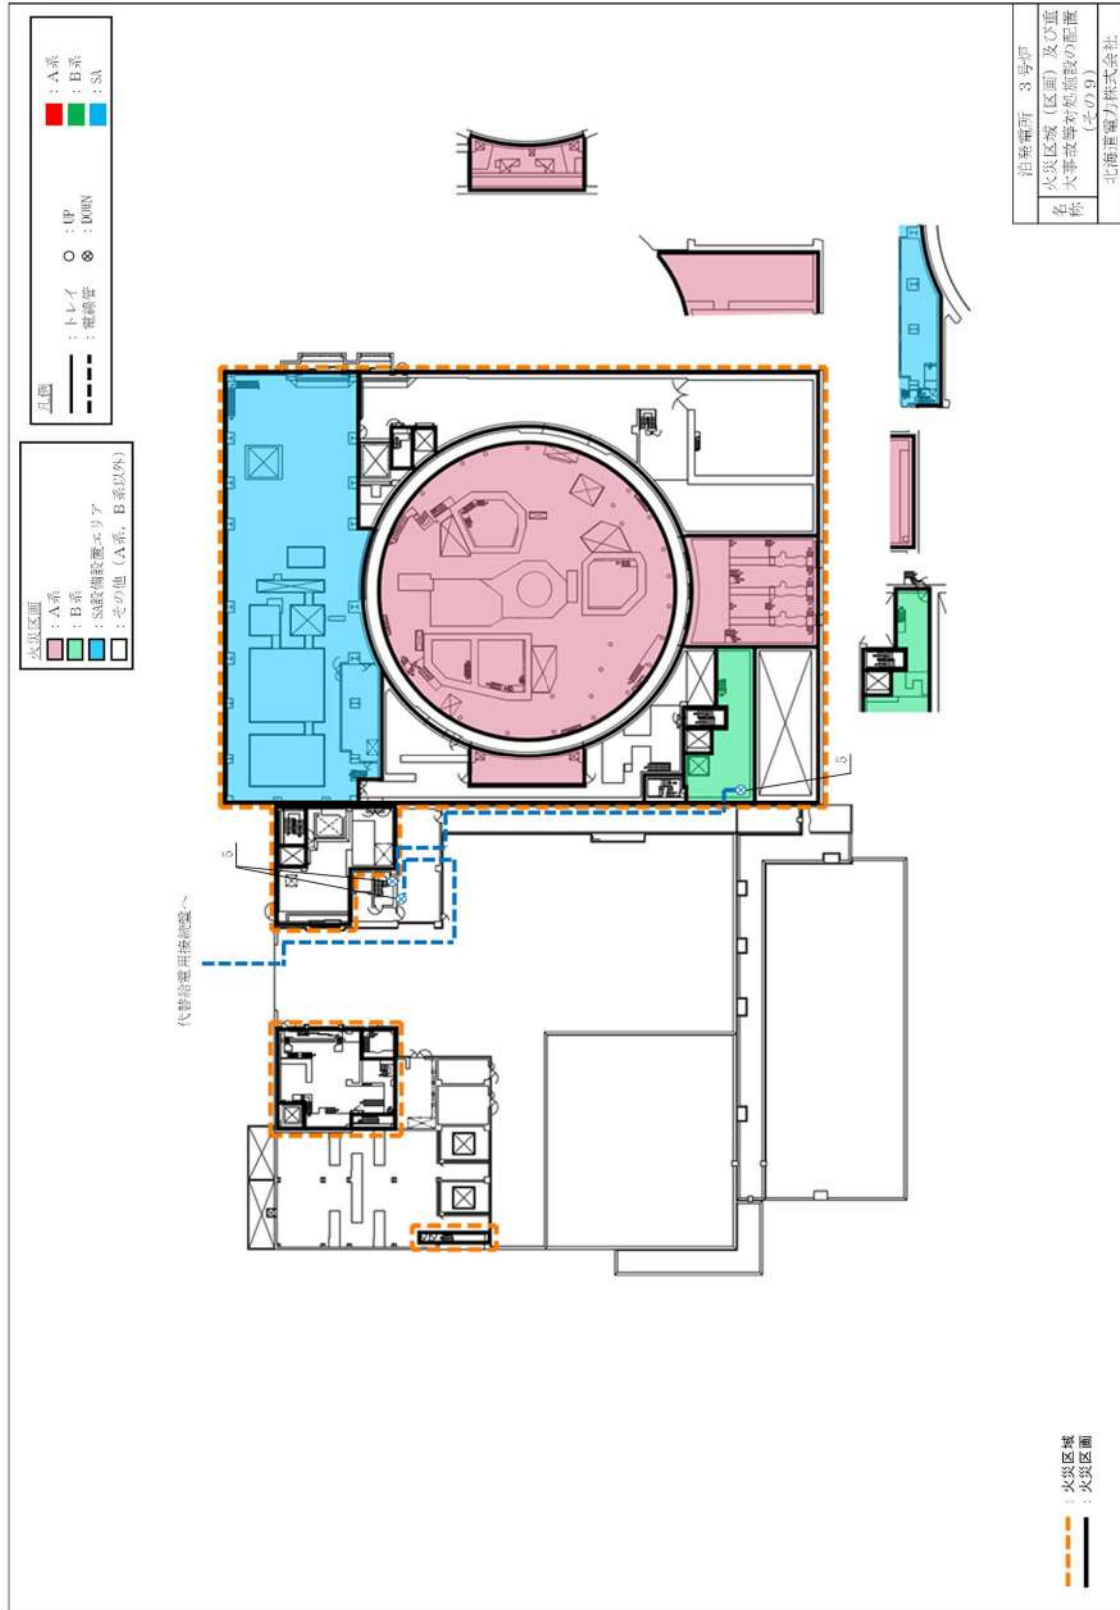 火災区画
: A系
: B系
: SA設備設置エリア
: その他（A系，B系以外）
凡例
: トレイ
: 電線管
: UP
: DOWN
: A系
: B系
: SA
代替給電用接続盤へ
5
5
: 火災区域
: 火災区画
泊発電所 3号炉
名称
火災区域（区画）及び重
大事故等対処施設の配置
（その9）
北海道電力株式会社